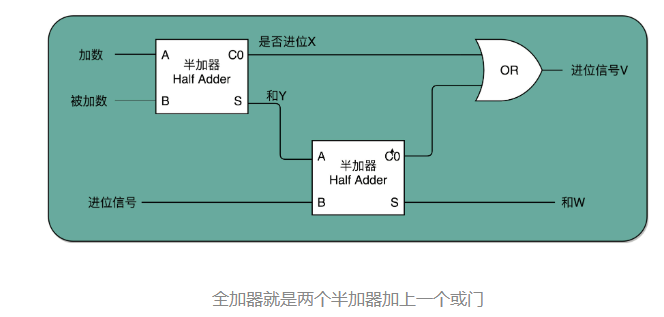 加数
A
C0
是否进位X
半加器
Half Adder
被加数
B
S
和Y
OR
进位信号V
A
C0
半加器
Half Adder
进位信号
B
S
和W
全加器就是两个半加器加上一个或门